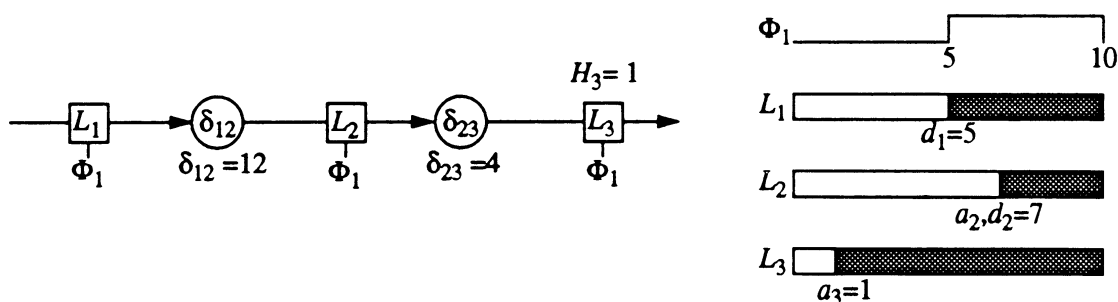 H₃= 1
L₁
δ₁₂
L₂
δ₂₃
L₃
Φ₁
δ₁₂ =12
Φ₁
δ₂₃ =4
Φ₁
Φ₁
5
10
L₁
d₁=5
L₂
a₂,d₂=7
L₃
a₃=1